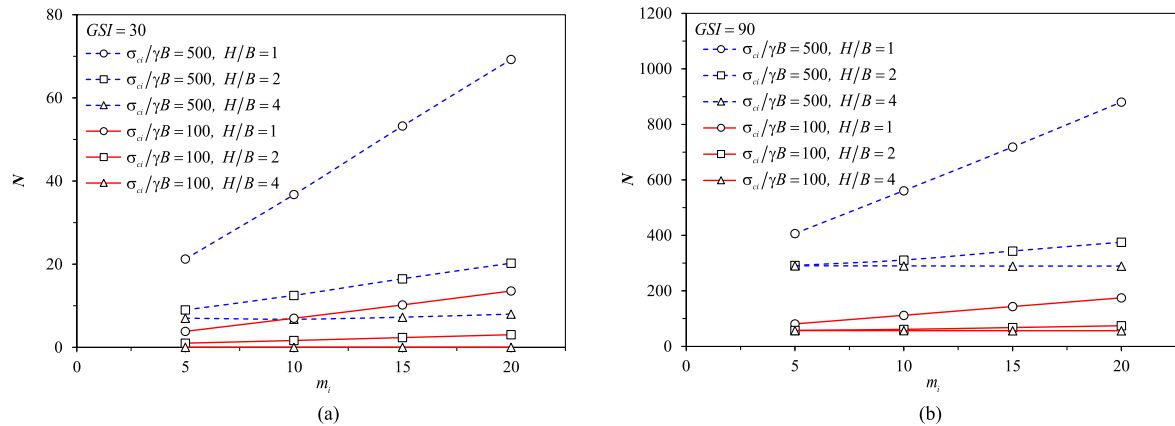 GSI = 30
σci/γB = 500, H/B = 1
σci/γB = 500, H/B = 2
σci/γB = 500, H/B = 4
σci/γB = 100, H/B = 1
σci/γB = 100, H/B = 2
σci/γB = 100, H/B = 4
80
60
40
20
0
N
0 5 10 15 20
mi
(a)
GSI = 90
σci/γB = 500, H/B = 1
σci/γB = 500, H/B = 2
σci/γB = 500, H/B = 4
σci/γB = 100, H/B = 1
σci/γB = 100, H/B = 2
σci/γB = 100, H/B = 4
1200
1000
800
600
400
200
0
N
0 5 10 15 20
mi
(b)